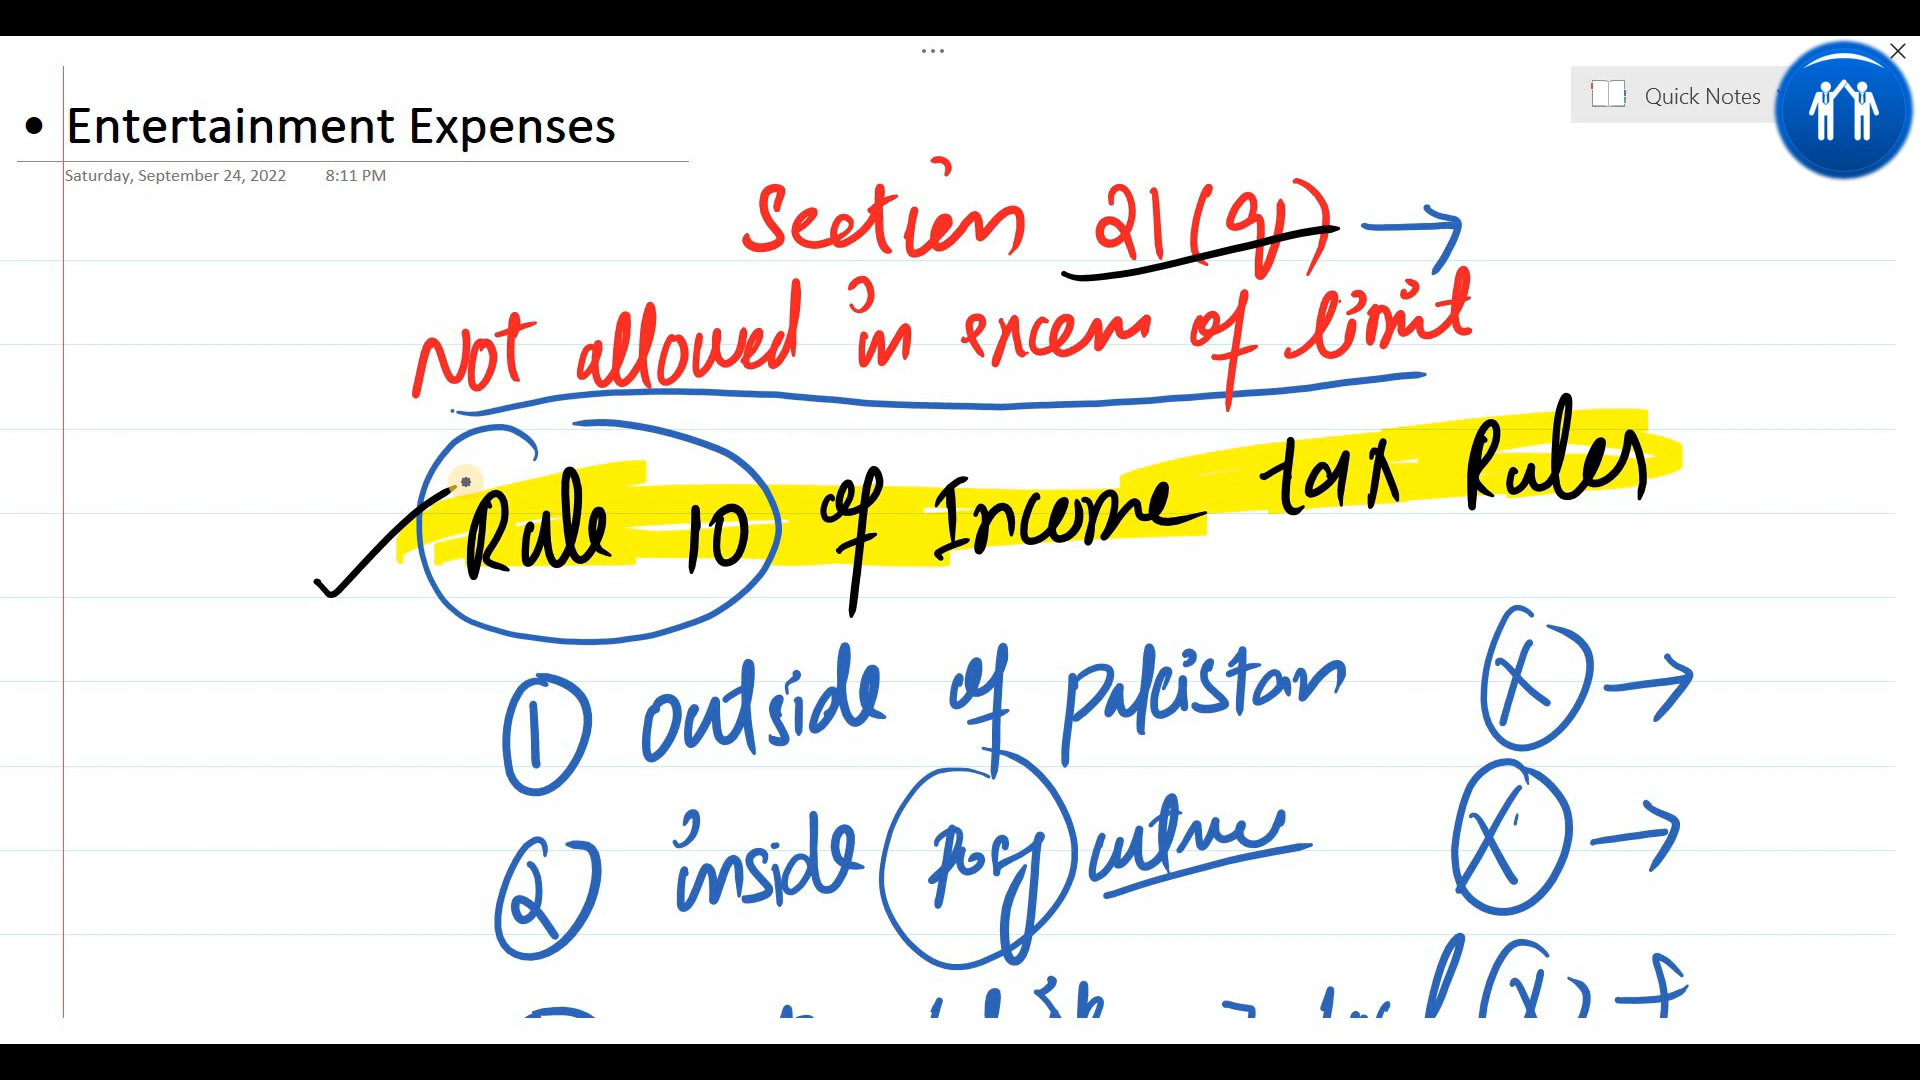 Quick Notes
• Entertainment Expenses
Saturday, September 24, 2022 8:11 PM
Section 21(q) →
Not allowed in excess of limit
Rule 10 of Income tax Rules
① outside of pakistan X →
② inside X →